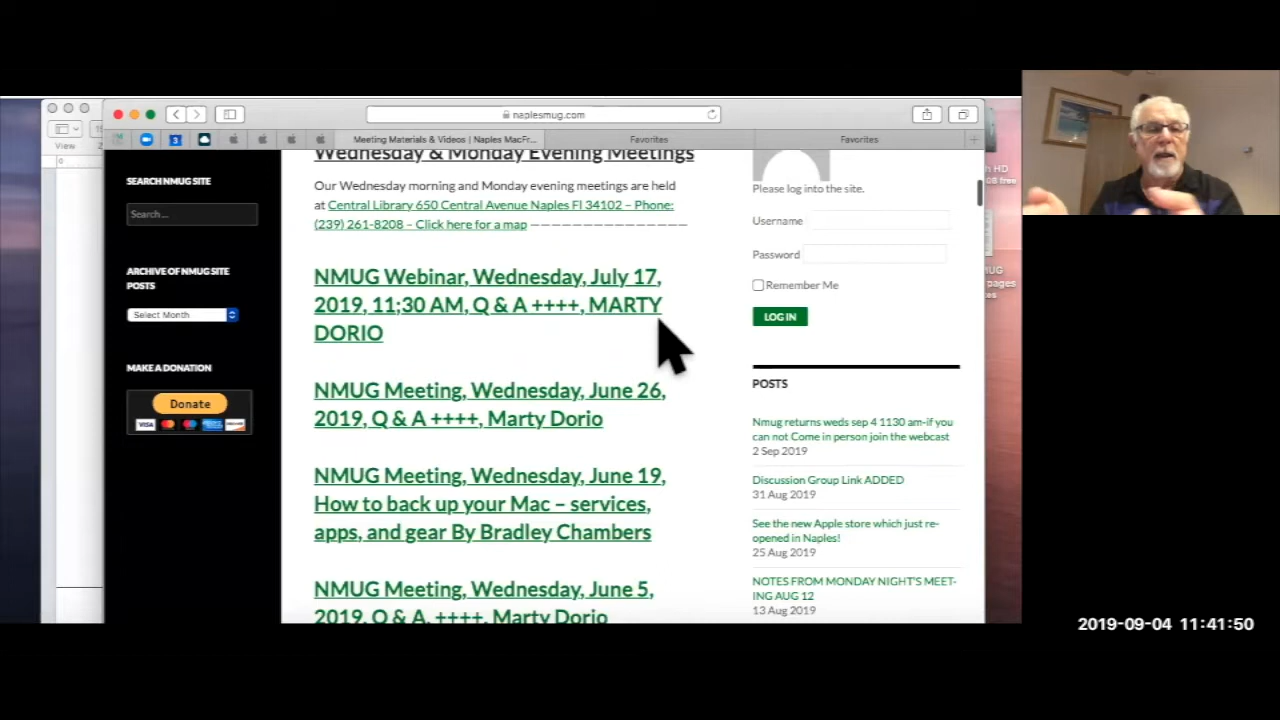 naplesmug.com
Meeting Materials & Videos | Naples MacFr...
Favorites
Favorites
View
3
0
SEARCH NMUG SITE
Search ...
ARCHIVE OF NMUG SITE
POSTS
Select Month
MAKE A DONATION
Donate
VISA
DISCOVER
Wednesday & Monday Evening Meetings
Our Wednesday morning and Monday evening meetings are held
at Central Library 650 Central Avenue Naples Fl 34102 – Phone:
(239) 261-8208 – Click here for a map ———————————————
NMUG Webinar, Wednesday, July 17,
2019, 11;30 AM, Q & A ++++, MARTY
DORIO
NMUG Meeting, Wednesday, June 26,
2019, Q & A ++++, Marty Dorio
NMUG Meeting, Wednesday, June 19,
How to back up your Mac – services,
apps, and gear By Bradley Chambers
NMUG Meeting, Wednesday, June 5,
2019, Q & A, ++++, Marty Dorio
Please log into the site.
Username
Password
Remember Me
LOG IN
POSTS
Nmug returns weds sep 4 1130 am-if you
can not Come in person join the webcast
2 Sep 2019
Discussion Group Link ADDED
31 Aug 2019
See the new Apple store which just re-
opened in Naples!
25 Aug 2019
NOTES FROM MONDAY NIGHT'S MEET-
ING AUG 12
13 Aug 2019
2019-09-04 11:41:50